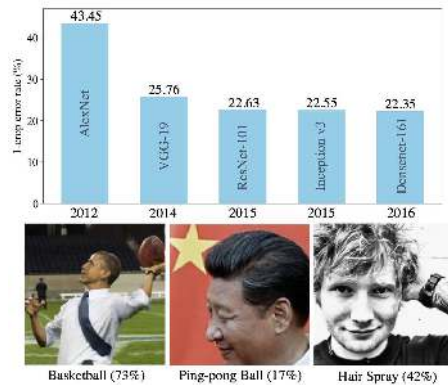 43.45
40
25.76
22.63
22.55
22.35
30
20
10
0
1-crop error rate (%)
AlexNet
VGG-19
ResNet-101
Inception v3
Densenet-161
2012
2014
2015
2015
2016
Basketball (73%)
Ping-pong Ball (17%)
Hair Spray (42%)